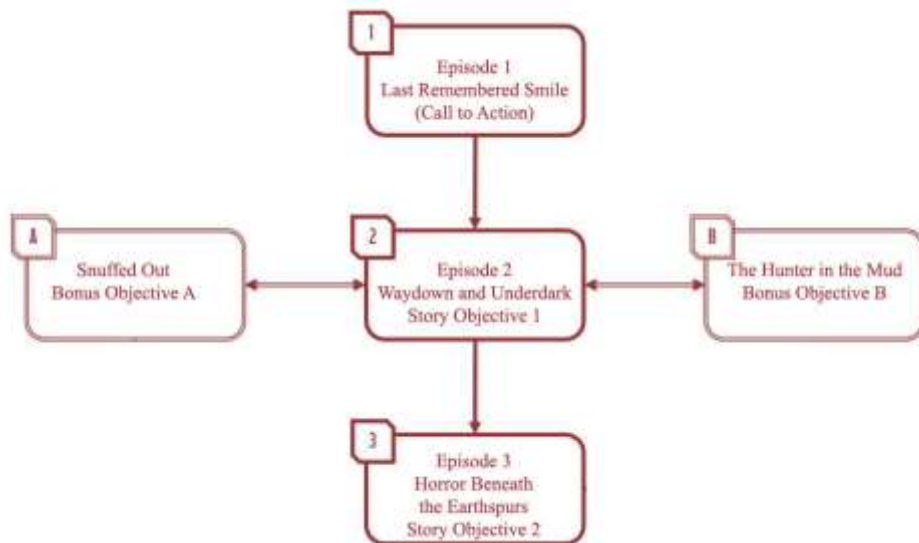 1
Episode 1
Last Remembered Smile
(Call to Action)
A
Snuffed Out
Bonus Objective A
2
Episode 2
Waydown and Underdark
Story Objective 1
B
The Hunter in the Mud
Bonus Objective B
3
Episode 3
Horror Beneath
the Earthspurs
Story Objective 2